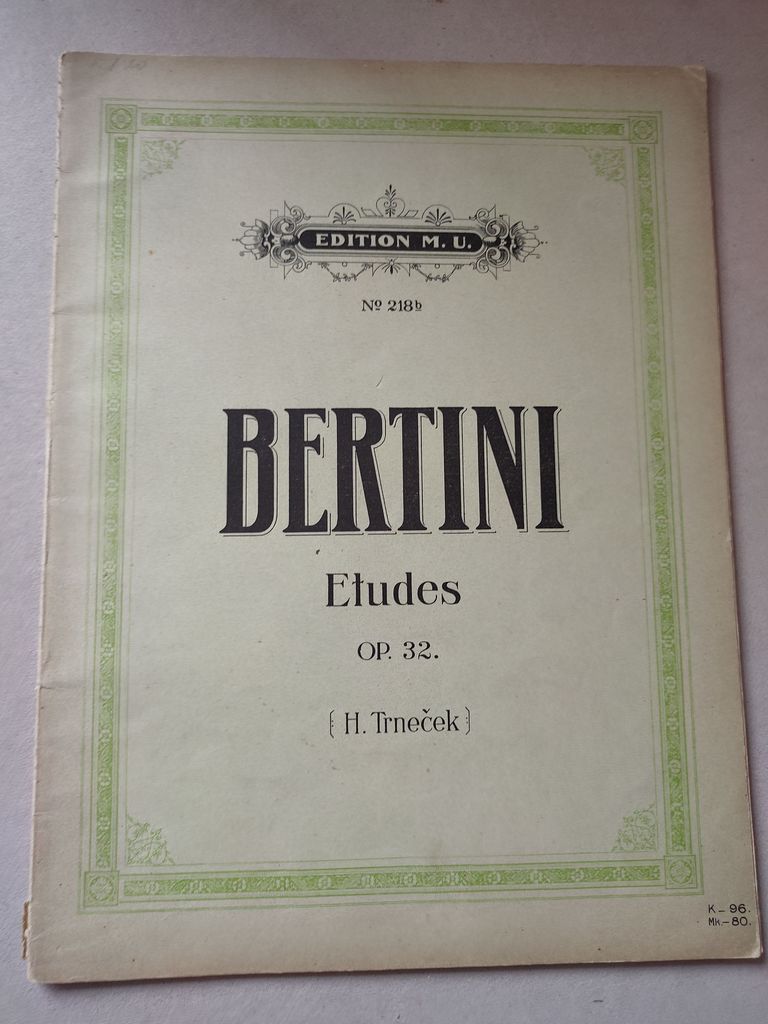 EDITION M. U.
Nº 218b
BERTINI
Etudes
OP. 32.
(H. Trneček)
K – 96.
Mk.– 80.